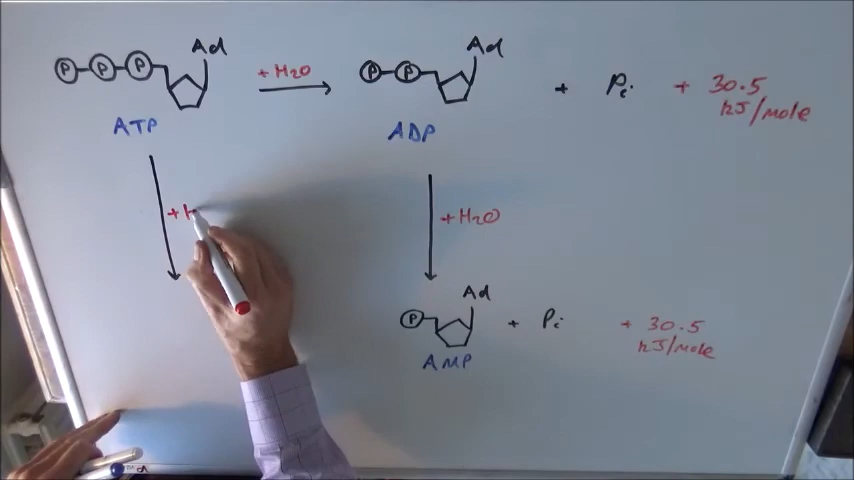 P P P Ad + H2O P P Ad + Pi + 30.5
kJ/mole
ATP ADP
+ H + H2O
P Ad + Pi + 30.5
kJ/mole
AMP